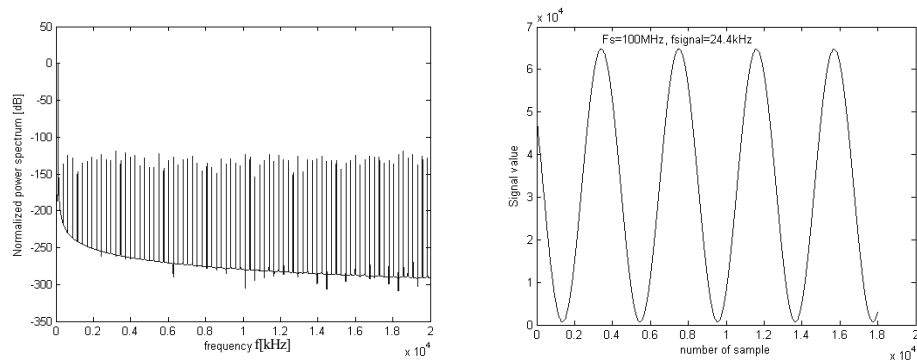 50
0
-50
-100
-150
-200
-250
-300
-350
Normalized power spectrum [dB]
0 0.2 0.4 0.6 0.8 1 1.2 1.4 1.6 1.8 2
x 10^4
frequency f[kHz]
x 10^4
7
6
5
4
3
2
1
0
Signal value
Fs=100MHz, fsignal=24.4kHz
0 0.2 0.4 0.6 0.8 1 1.2 1.4 1.6 1.8 2
x 10^4
number of sample